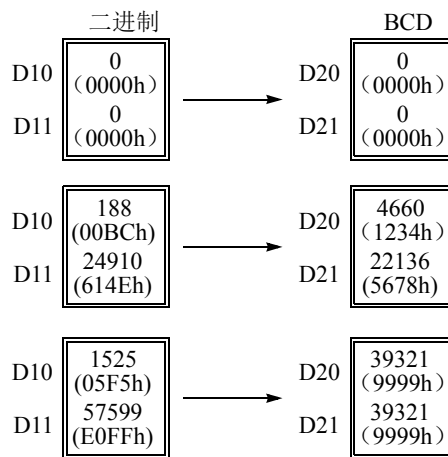 二进制 BCD
D10 0 D20 0
（0000h） （0000h）
D11 0 D21 0
（0000h） （0000h）
D10 188 D20 4660
(00BCh) （1234h）
D11 24910 D21 22136
(614Eh) (5678h）
D10 1525 D20 39321
(05F5h) （9999h）
D11 57599 D21 39321
(E0FFh) （9999h）